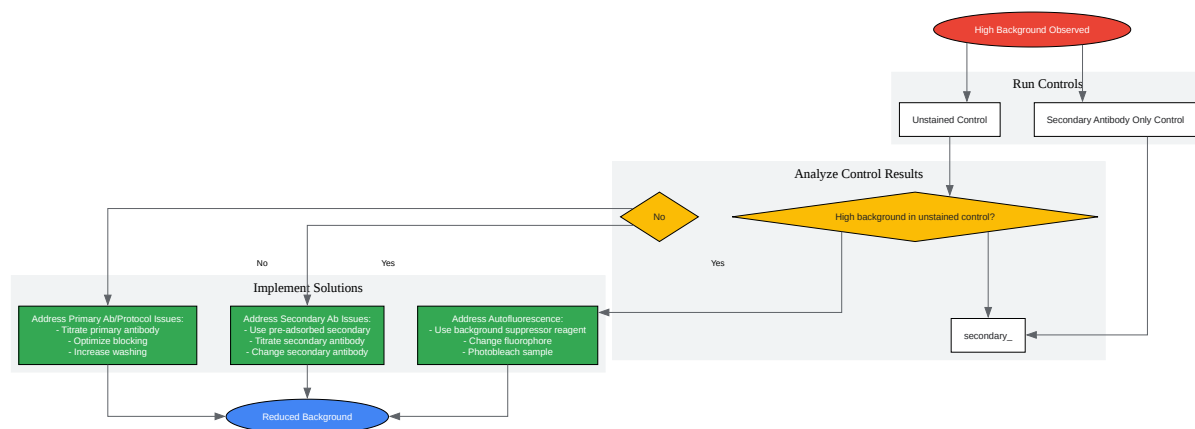 High Background Observed
Run Controls
Unstained Control
Secondary Antibody Only Control
Analyze Control Results
No
High background in unstained control?
No
Yes
Yes
Implement Solutions
Address Primary Ab/Protocol Issues:
- Titrate primary antibody
- Optimize blocking
- Increase washing
Address Secondary Ab Issues:
- Use pre-adsorbed secondary
- Titrate secondary antibody
- Change secondary antibody
Address Autofluorescence:
- Use background suppressor reagent
- Change fluorophore
- Photobleach sample
secondary_
Reduced Background